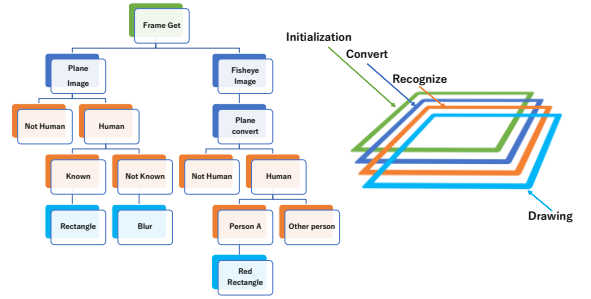 Frame Get
Plane
Image
Fisheye
Image
Not Human
Human
Plane
convert
Known
Not Known
Not Human
Human
Rectangle
Blur
Person A
Other person
Red
Rectangle
Initialization
Convert
Recognize
Drawing